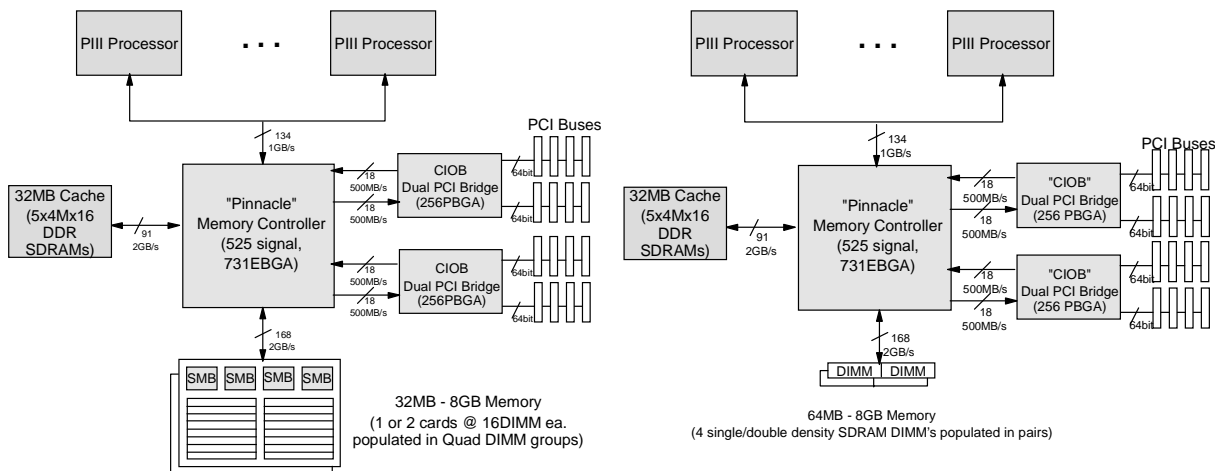 PIII Processor
. . .
PIII Processor
134
1GB/s
PCI Buses
32MB Cache
(5x4Mx16
DDR
SDRAMs)
91
2GB/s
"Pinnacle"
Memory Controller
(525 signal,
731EBGA)
18
500MB/s
18
500MB/s
CIOB
Dual PCI Bridge
(256PBGA)
64bit
64bit
18
500MB/s
18
500MB/s
CIOB
Dual PCI Bridge
(256PBGA)
64bit
64bit
168
2GB/s
SMB
SMB
SMB
SMB
32MB - 8GB Memory
(1 or 2 cards @ 16DIMM ea.
populated in Quad DIMM groups)
PIII Processor
. . .
PIII Processor
134
1GB/s
PCI Buses
32MB Cache
(5x4Mx16
DDR
SDRAMs)
91
2GB/s
"Pinnacle"
Memory Controller
(525 signal,
731EBGA)
18
500MB/s
18
500MB/s
"CIOB"
Dual PCI Bridge
(256 PBGA)
64bit
64bit
18
500MB/s
18
500MB/s
"CIOB"
Dual PCI Bridge
(256 PBGA)
64bit
64bit
168
2GB/s
DIMM
DIMM
64MB - 8GB Memory
(4 single/double density SDRAM DIMM's populated in pairs)